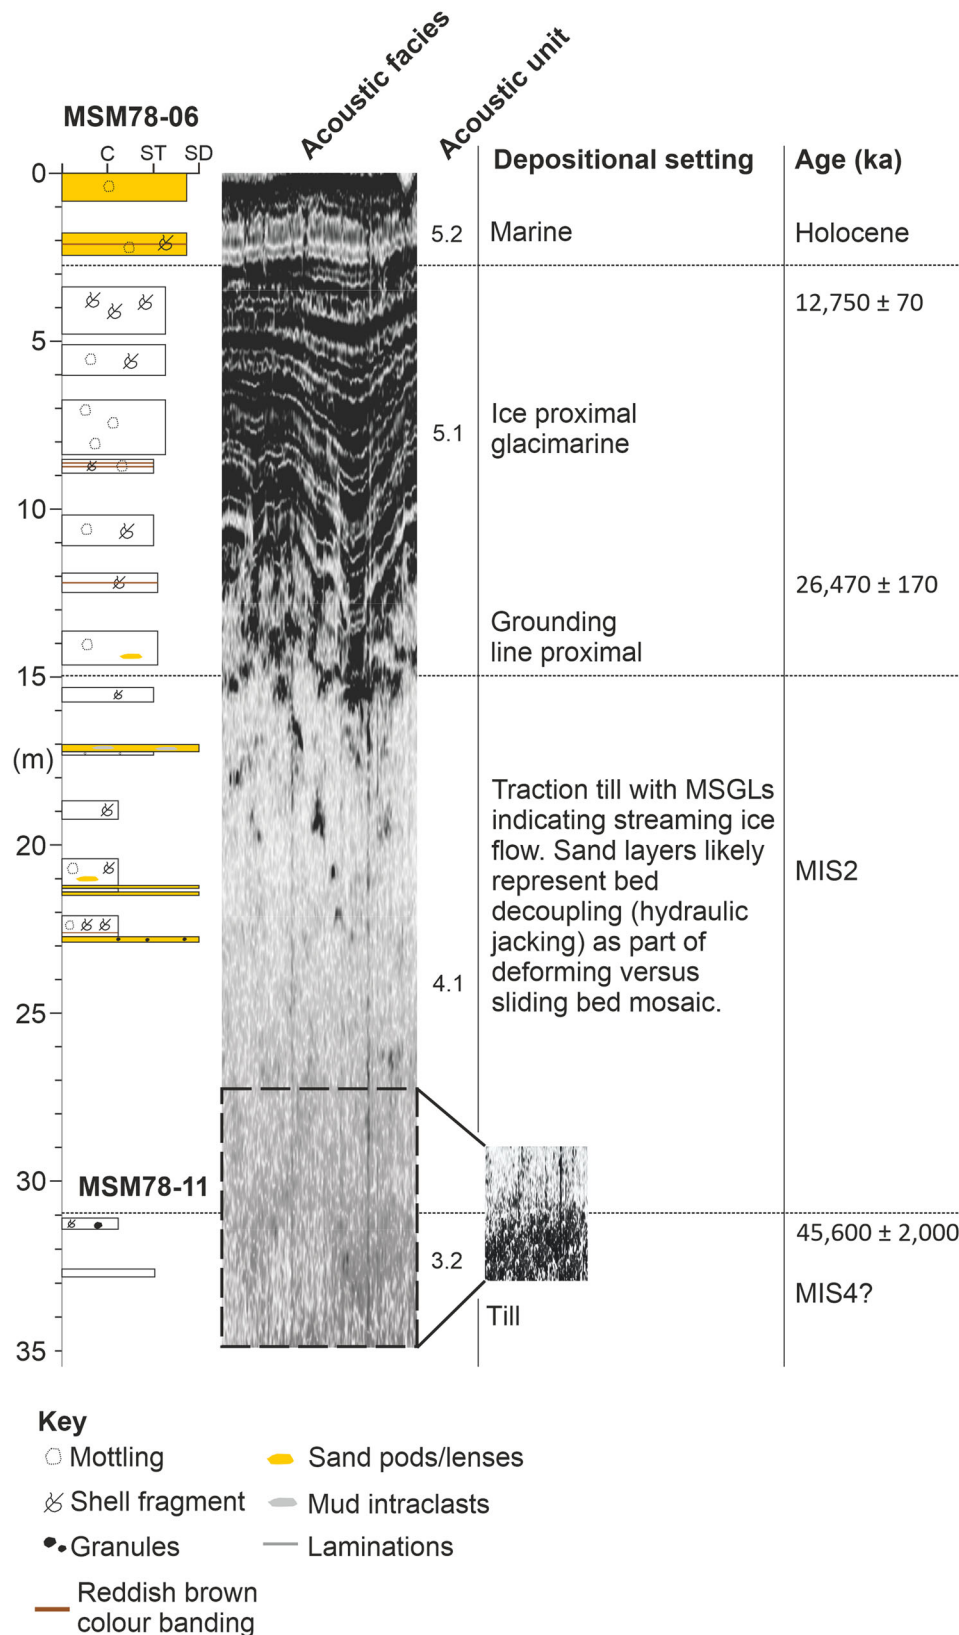 Acoustic facies
Acoustic unit
MSM78-06
C ST SD
Depositional setting
Age (ka)
0
5.2
Marine
Holocene
12,750 ± 70
5
5.1
Ice proximal
glacimarine
10
26,470 ± 170
Grounding
line proximal
15
(m)
Traction till with MSGLs
indicating streaming ice
flow. Sand layers likely
represent bed
decoupling (hydraulic
jacking) as part of
deforming versus
sliding bed mosaic.
20
MIS2
4.1
25
30
MSM78-11
45,600 ± 2,000
3.2
MIS4?
Till
35
Key
Mottling
Sand pods/lenses
Shell fragment
Mud intraclasts
Granules
Laminations
Reddish brown
colour banding